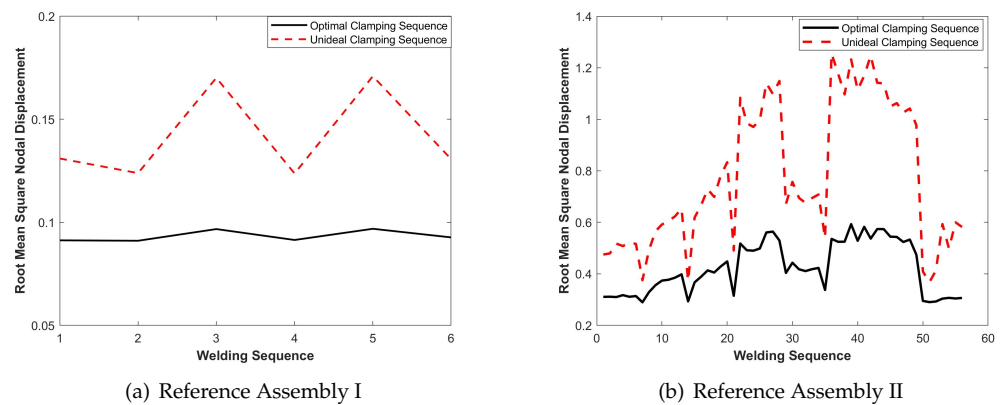 0.2
0.15
0.1
0.05
Root Mean Square Nodal Displacement
Optimal Clamping Sequence
Unideal Clamping Sequence
1 2 3 4 5 6
Welding Sequence
(a) Reference Assembly I
1.4
1.2
1
0.8
0.6
0.4
0.2
Root Mean Square Nodal Displacement
Optimal Clamping Sequence
Unideal Clamping Sequence
0 10 20 30 40 50 60
Welding Sequence
(b) Reference Assembly II